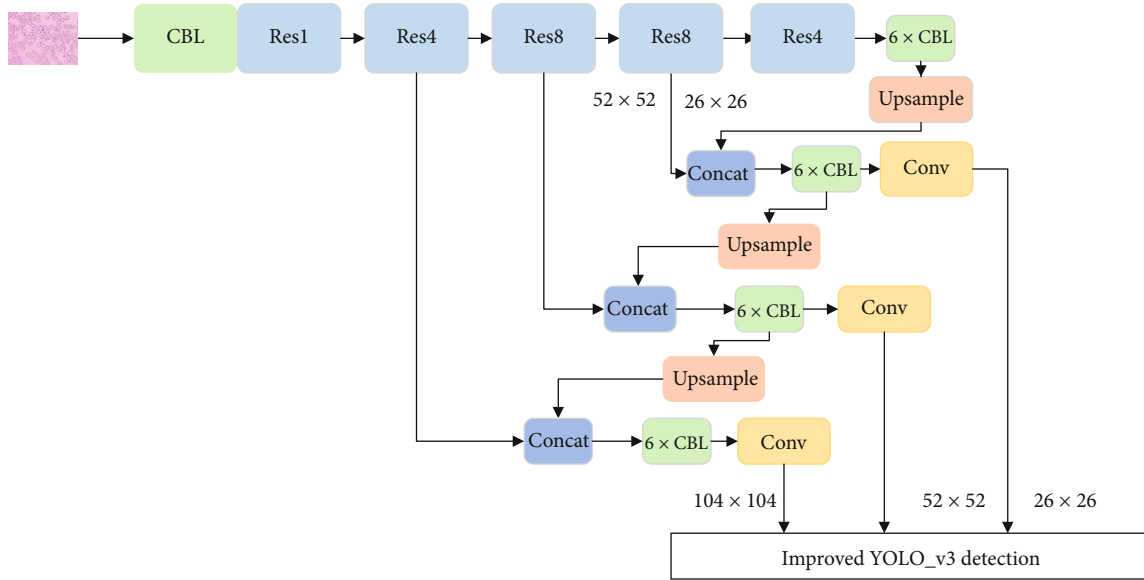 CBL
Res1
Res4
Res8
Res8
Res4
6 × CBL
52 × 52
26 × 26
Upsample
Concat
6 × CBL
Conv
Upsample
Concat
6 × CBL
Conv
Upsample
Concat
6 × CBL
Conv
104 × 104
52 × 52
26 × 26
Improved YOLO_v3 detection